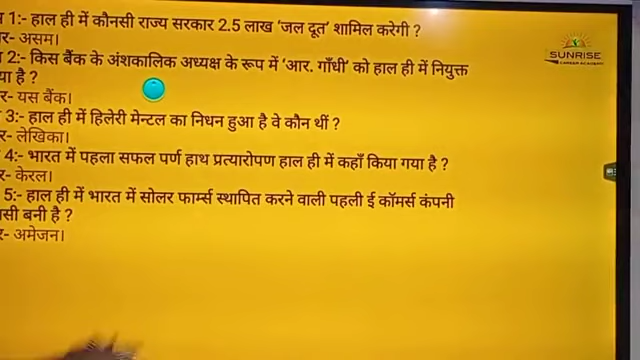 1:- हाल ही में कौनसी राज्य सरकार 2.5 लाख ‘जल दूत’ शामिल करेगी ?
र- असम।
2:- किस बैंक के अंशकालिक अध्यक्ष के रूप में ‘आर. गाँधी’ को हाल ही में नियुक्त
या है ?
र- यस बैंक।
3:- हाल ही में हिलेरी मेन्टल का निधन हुआ है वे कौन थीं ?
र- लेखिका।
4:- भारत में पहला सफल पर्ण हाथ प्रत्यारोपण हाल ही में कहाँ किया गया है ?
र- केरल।
5:- हाल ही में भारत में सोलर फार्म्स स्थापित करने वाली पहली ई कॉमर्स कंपनी
सी बनी है ?
र- अमेजन।
SUNRISE
CAREER ACADEMY